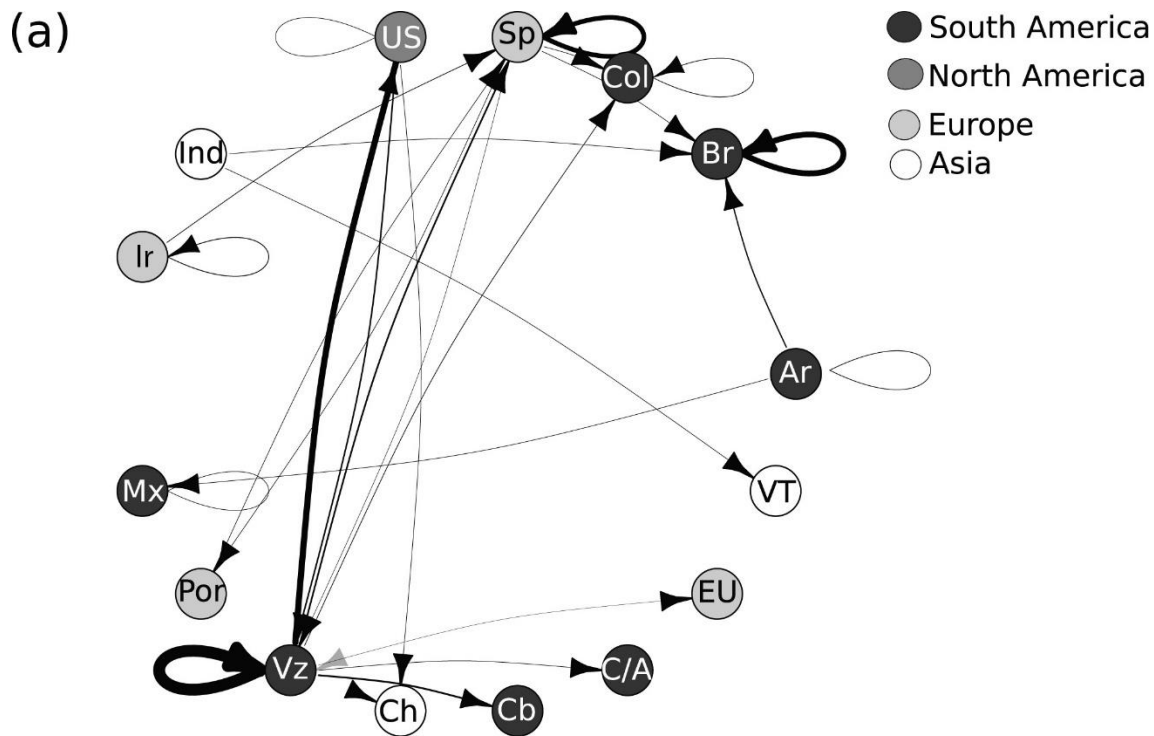 (a)
US
Sp
Col
Br
Ind
Ir
Ar
Mx
VT
Por
EU
Vz
C/A
Ch
Cb
South America
North America
Europe
Asia